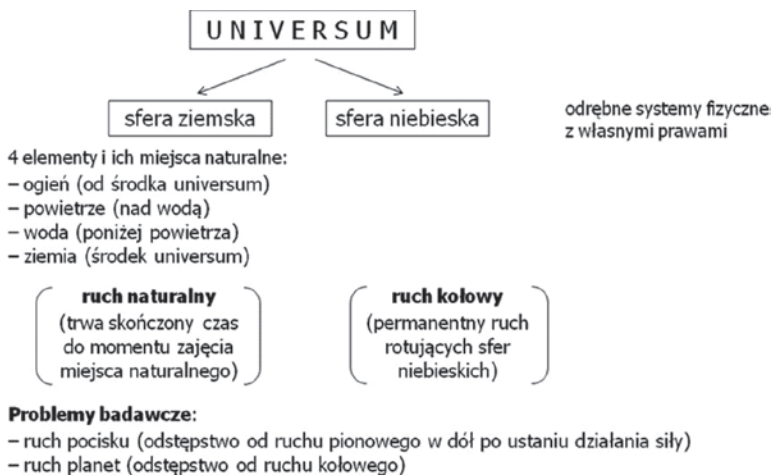 UNIVERSUM
sfera ziemska
sfera niebieska
odrębne systemy fizyczne
z własnymi prawami
4 elementy i ich miejsca naturalne:
– ogień (od środka universum)
– powietrze (nad wodą)
– woda (poniżej powietrza)
– ziemia (środek universum)
ruch naturalny
(trwa skończony czas
do momentu zajęcia
miejsca naturalnego)
ruch kołowy
(permanentny ruch
rotujących sfer
niebieskich)
Problemy badawcze:
– ruch pocisku (odstępstwo od ruchu pionowego w dół po ustaniu działania siły)
– ruch planet (odstępstwo od ruchu kołowego)